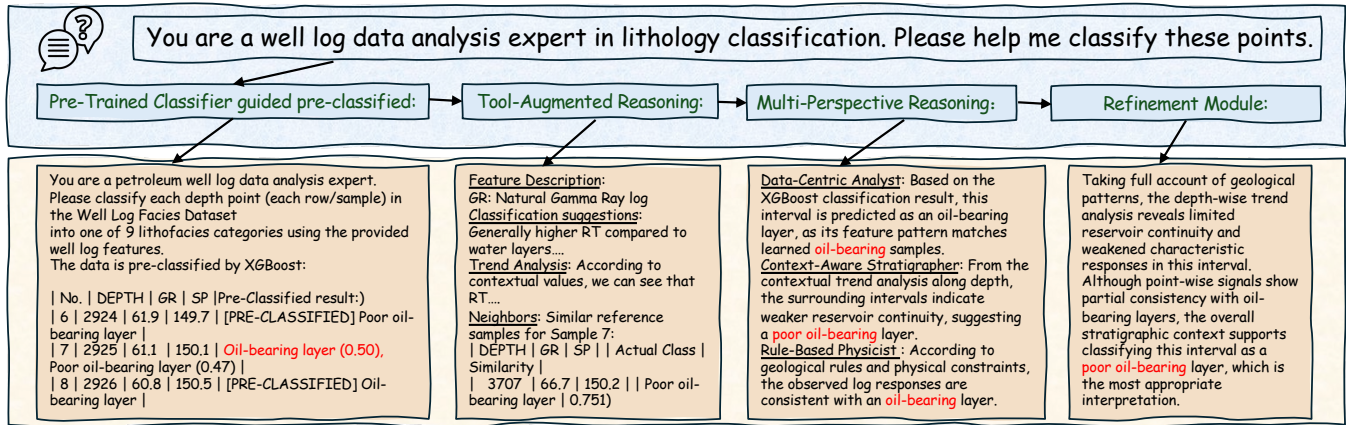 You are a well log data analysis expert in lithology classification. Please help me classify these points.
Pre-Trained Classifier guided pre-classified:
Tool-Augmented Reasoning:
Multi-Perspective Reasoning:
Refinement Module:
You are a petroleum well log data analysis expert.
Please classify each depth point (each row/sample) in
the Well Log Facies Dataset
into one of 9 lithofacies categories using the provided
well log features.
The data is pre-classified by XGBoost:
| No. | DEPTH | GR | SP |Pre-Classified result:)
| 6 | 2924 | 61.9 | 149.7 | [PRE-CLASSIFIED] Poor oil-
bearing layer |
| 7 | 2925 | 61.1 | 150.1 | Oil-bearing layer (0.50),
Poor oil-bearing layer (0.47) |
| 8 | 2926 | 60.8 | 150.5 | [PRE-CLASSIFIED] Oil-
bearing layer |
Feature Description:
GR: Natural Gamma Ray log
Classification suggestions:
Generally higher RT compared to
water layers....
Trend Analysis: According to
contextual values, we can see that
RT....
Neighbors: Similar reference
samples for Sample 7:
| DEPTH | GR | SP | | Actual Class |
Similarity |
| 3707 | 66.7 | 150.2 | | Poor oil-
bearing layer | 0.751)
Data-Centric Analyst: Based on the
XGBoost classification result, this
interval is predicted as an oil-bearing
layer, as its feature pattern matches
learned oil-bearing samples.
Context-Aware Stratigrapher: From the
contextual trend analysis along depth,
the surrounding intervals indicate
weaker reservoir continuity, suggesting
a poor oil-bearing layer.
Rule-Based Physicist : According to
geological rules and physical constraints,
the observed log responses are
consistent with an oil-bearing layer.
Taking full account of geological
patterns, the depth-wise trend
analysis reveals limited
reservoir continuity and
weakened characteristic
responses in this interval.
Although point-wise signals show
partial consistency with oil-
bearing layers, the overall
stratigraphic context supports
classifying this interval as a
poor oil-bearing layer, which is
the most appropriate
interpretation.